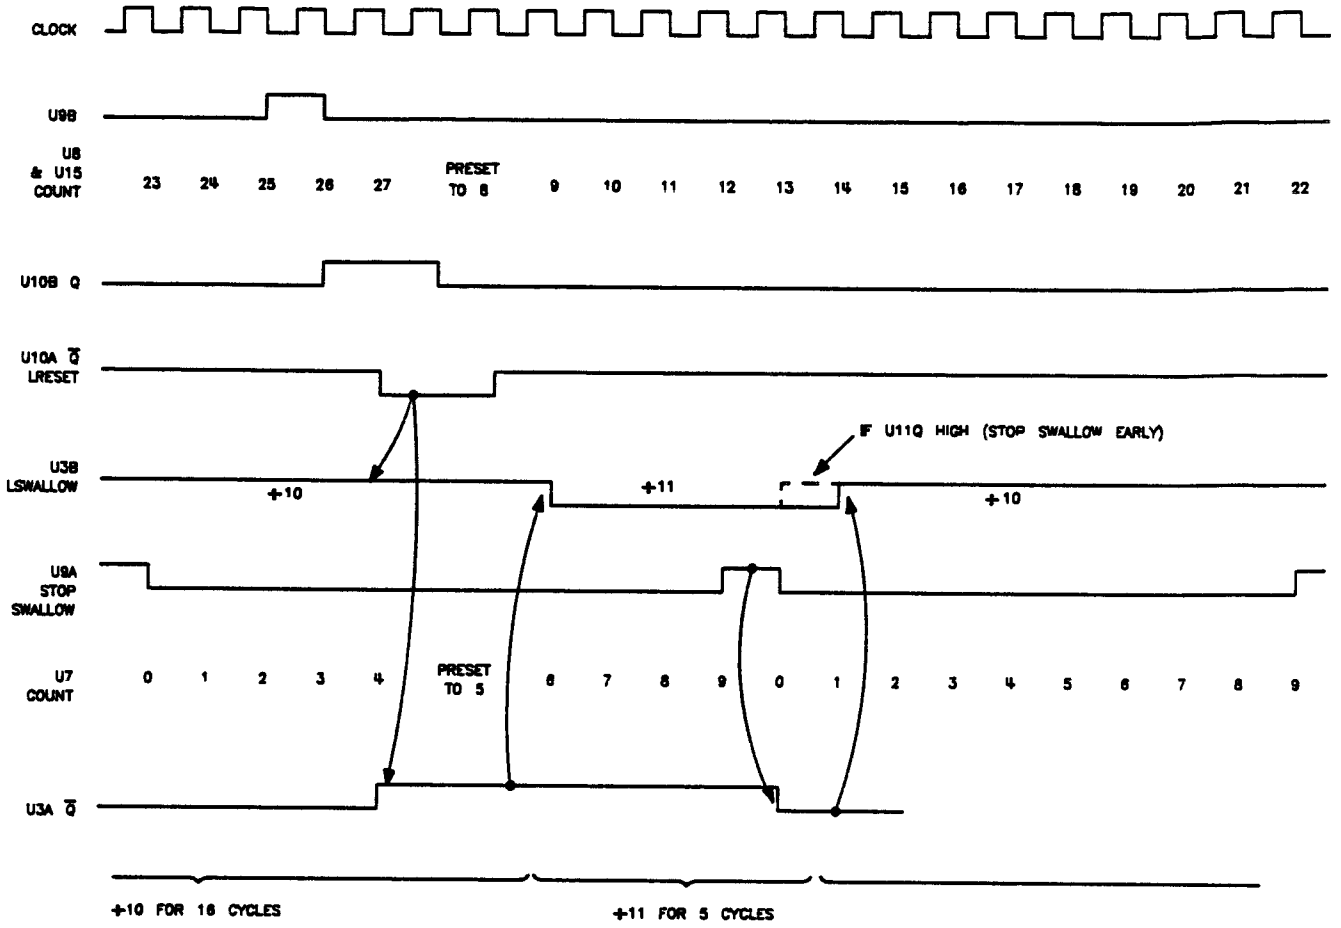 CLOCK
U9B
U8
& U15
COUNT
23 24 25 26 27 PRESET TO 8 9 10 11 12 13 14 15 16 17 18 19 20 21 22
U10B Q
U10A Q̅
LRESET
IF U11Q HIGH (STOP SWALLOW EARLY)
U3B
LSWALLOW
÷10 ÷11 ÷10
U9A
STOP
SWALLOW
U7
COUNT
0 1 2 3 4 PRESET TO 5 6 7 8 9 0 1 2 3 4 5 6 7 8 9
U3A Q̅
÷10 FOR 16 CYCLES ÷11 FOR 5 CYCLES